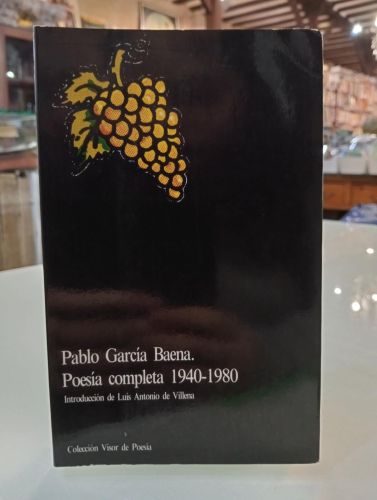 Pablo García Baena.
Poesía completa 1940-1980
Introducción de Luis Antonio de Villena
Colección Visor de Poesía